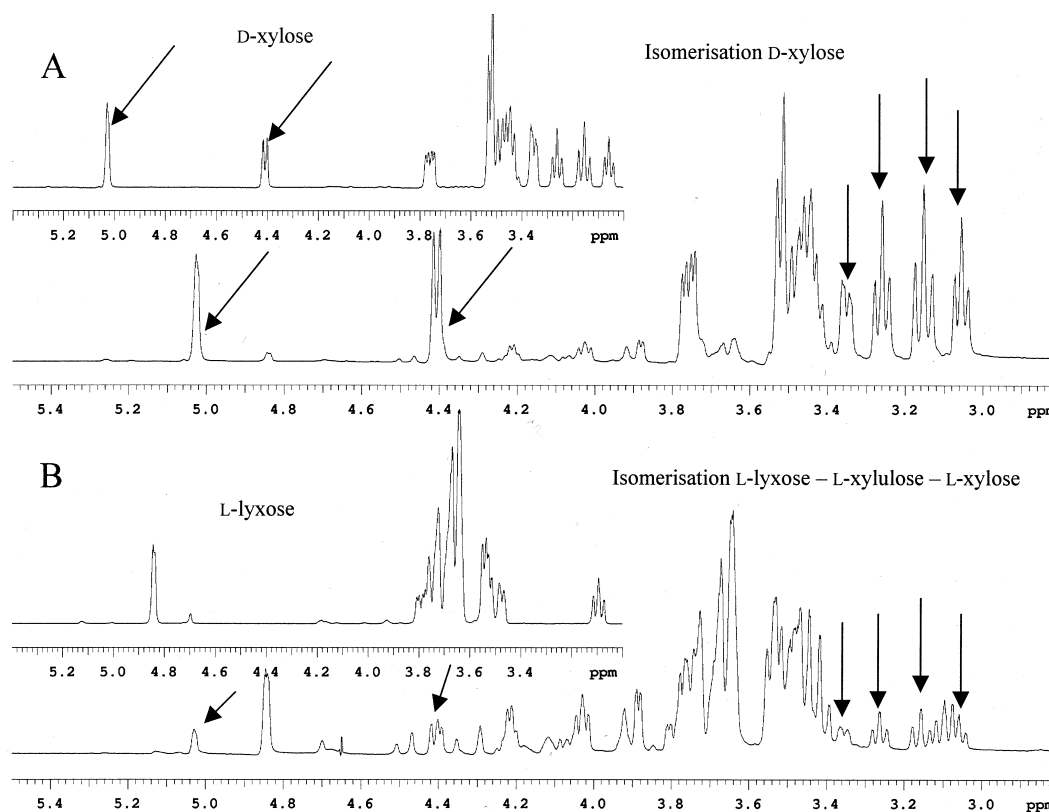 D-xylose
A
Isomerisation D-xylose
5.2 5.0 4.8 4.6 4.4 4.2 4.0 3.8 3.6 3.4 ppm
5.4 5.2 5.0 4.8 4.6 4.4 4.2 4.0 3.8 3.6 3.4 3.2 3.0 ppm
B
Isomerisation L-lyxose – L-xylulose – L-xylose
L-lyxose
5.2 5.0 4.8 4.6 4.4 4.2 4.0 3.8 3.6 3.4 ppm
5.4 5.2 5.0 4.8 4.6 4.4 4.2 4.0 3.8 3.6 3.4 3.2 3.0 ppm